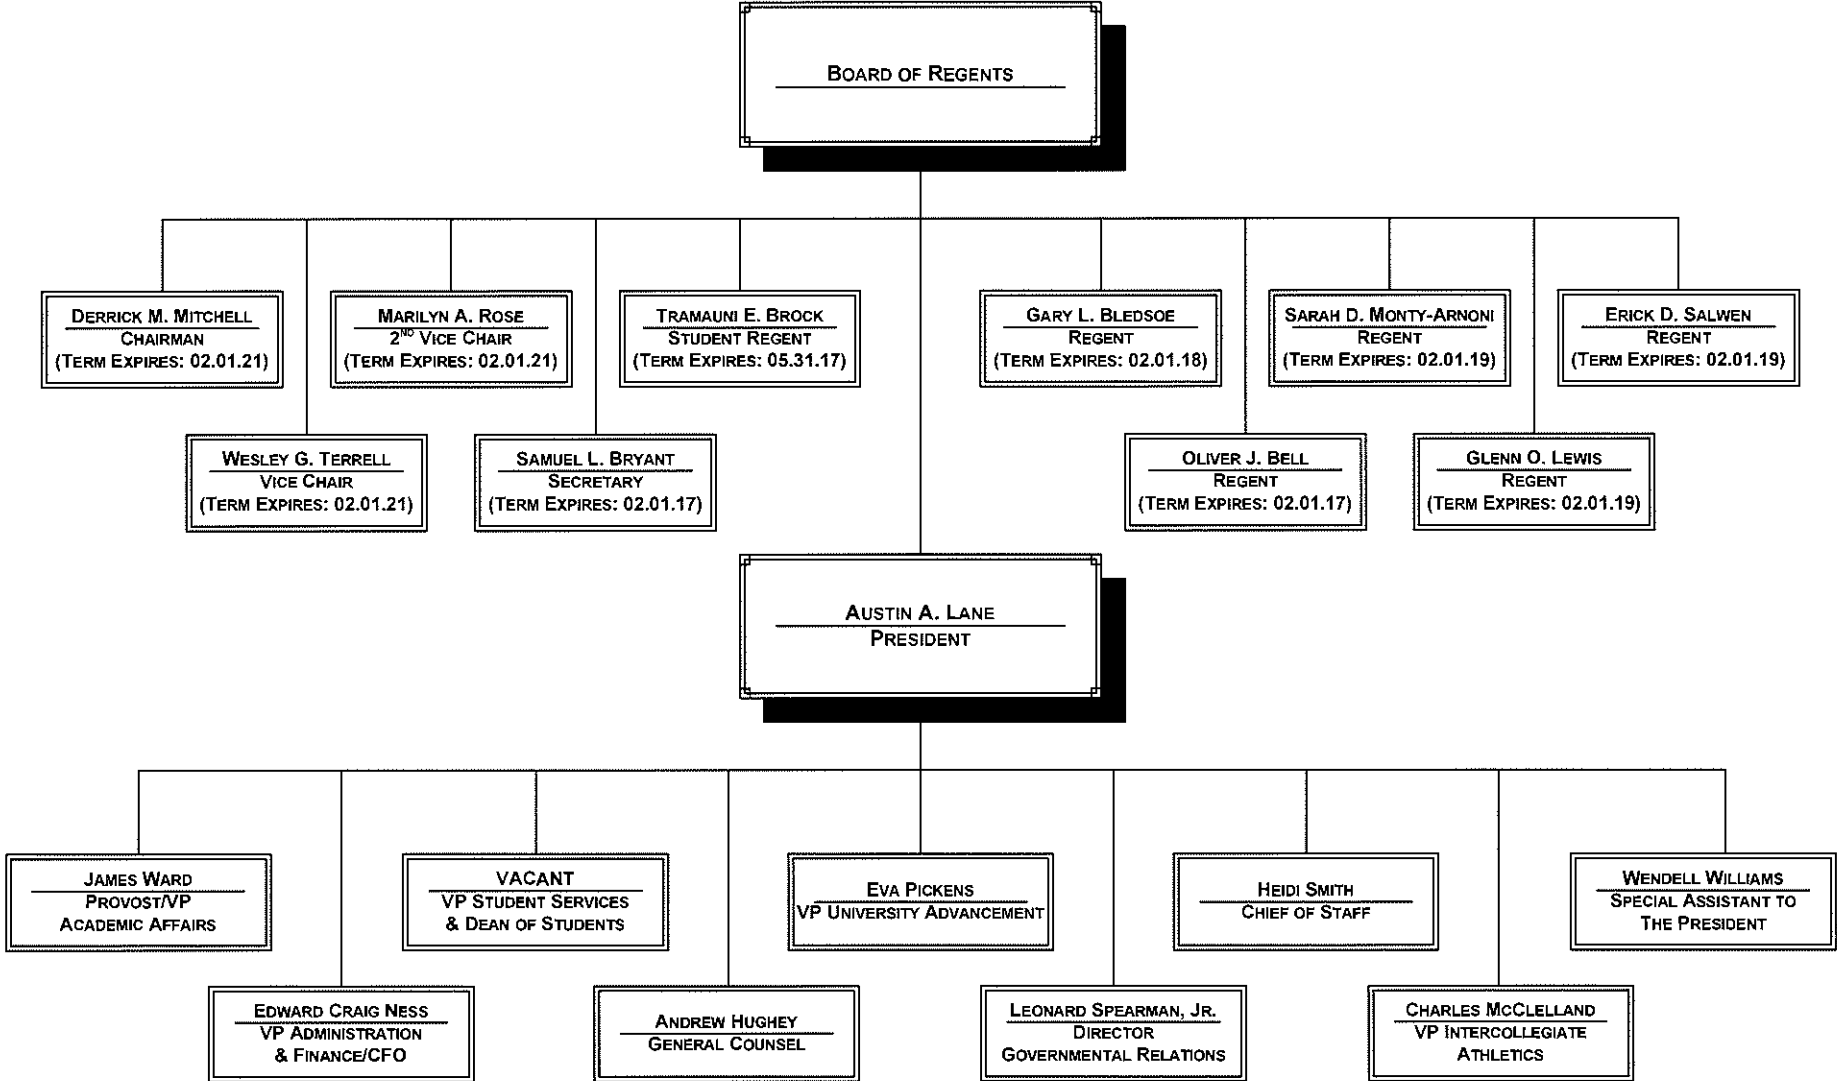 BOARD OF REGENTS
DERRICK M. MITCHELL
CHAIRMAN
(TERM EXPIRES: 02.01.21)
MARILYN A. ROSE
2ND VICE CHAIR
(TERM EXPIRES: 02.01.21)
TRAMAUNI E. BROCK
STUDENT REGENT
(TERM EXPIRES: 05.31.17)
GARY L. BLEDSOE
REGENT
(TERM EXPIRES: 02.01.18)
SARAH D. MONTY-ARNONI
REGENT
(TERM EXPIRES: 02.01.19)
ERICK D. SALWEN
REGENT
(TERM EXPIRES: 02.01.19)
WESLEY G. TERRELL
VICE CHAIR
(TERM EXPIRES: 02.01.21)
SAMUEL L. BRYANT
SECRETARY
(TERM EXPIRES: 02.01.17)
OLIVER J. BELL
REGENT
(TERM EXPIRES: 02.01.17)
GLENN O. LEWIS
REGENT
(TERM EXPIRES: 02.01.19)
AUSTIN A. LANE
PRESIDENT
JAMES WARD
PROVOST/VP
ACADEMIC AFFAIRS
VACANT
VP STUDENT SERVICES
& DEAN OF STUDENTS
EVA PICKENS
VP UNIVERSITY ADVANCEMENT
HEIDI SMITH
CHIEF OF STAFF
WENDELL WILLIAMS
SPECIAL ASSISTANT TO
THE PRESIDENT
EDWARD CRAIG NESS
VP ADMINISTRATION
& FINANCE/CFO
ANDREW HUGHEY
GENERAL COUNSEL
LEONARD SPEARMAN, JR.
DIRECTOR
GOVERNMENTAL RELATIONS
CHARLES MCCLELLAND
VP INTERCOLLEGIATE
ATHLETICS